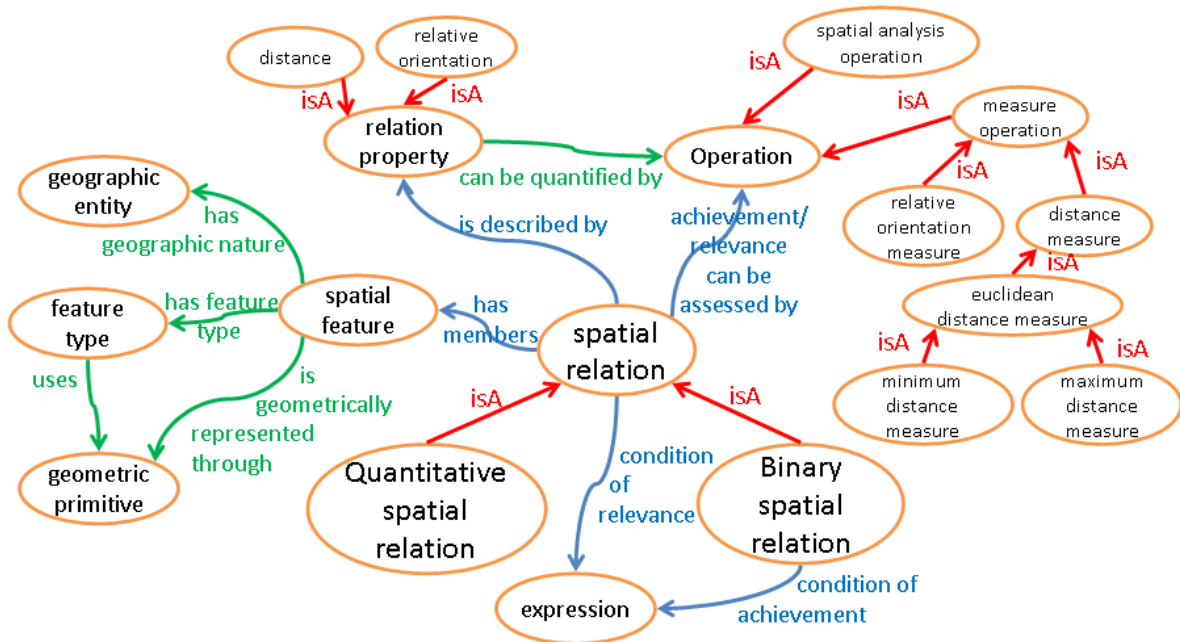 distance
relative
orientation
spatial analysis
operation
isA
isA
isA
isA
measure
operation
relation
property
Operation
can be quantified by
isA
isA
geographic
entity
has
geographic nature
is described by
achievement/
relevance
can be
assessed by
relative
orientation
measure
distance
measure
isA
feature
type
has feature
type
spatial
feature
has
members
spatial
relation
euclidean
distance measure
isA
isA
uses
is
geometrically
represented
through
minimum
distance
measure
maximum
distance
measure
isA
isA
geometric
primitive
Quantitative
spatial
relation
condition
of
relevance
Binary
spatial
relation
expression
condition of
achievement